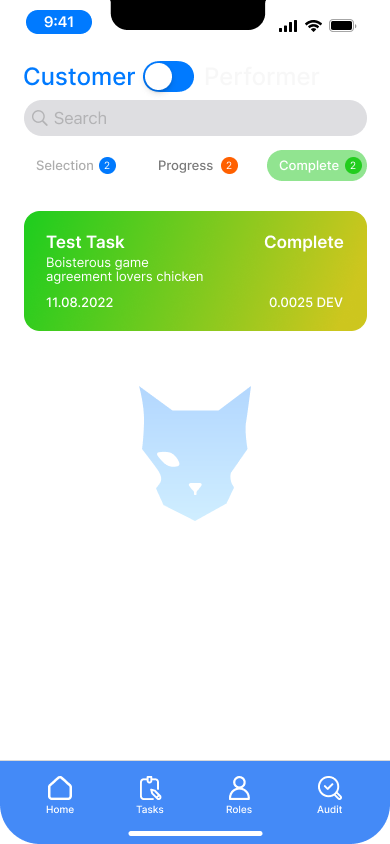 9:41
Customer Performer
Search
Selection 2 Progress 2 Complete 2
Test Task Complete
Boisterous game
agreement lovers chicken
11.08.2022 0.0025 DEV
Home Tasks Roles Audit